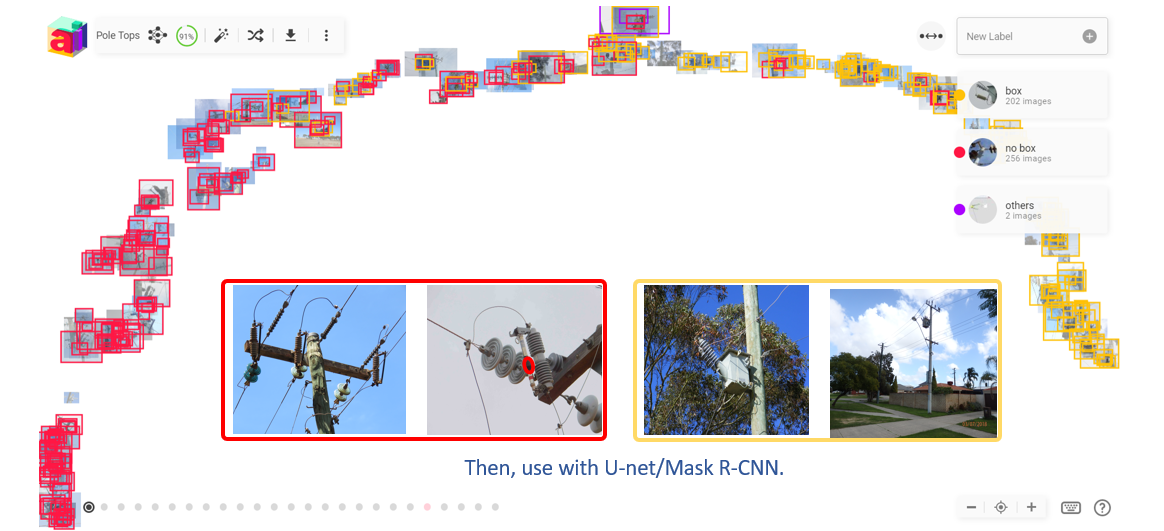 Pole Tops
91%
New Label
box
202 images
no box
256 images
others
2 images
Then, use with U-net/Mask R-CNN.